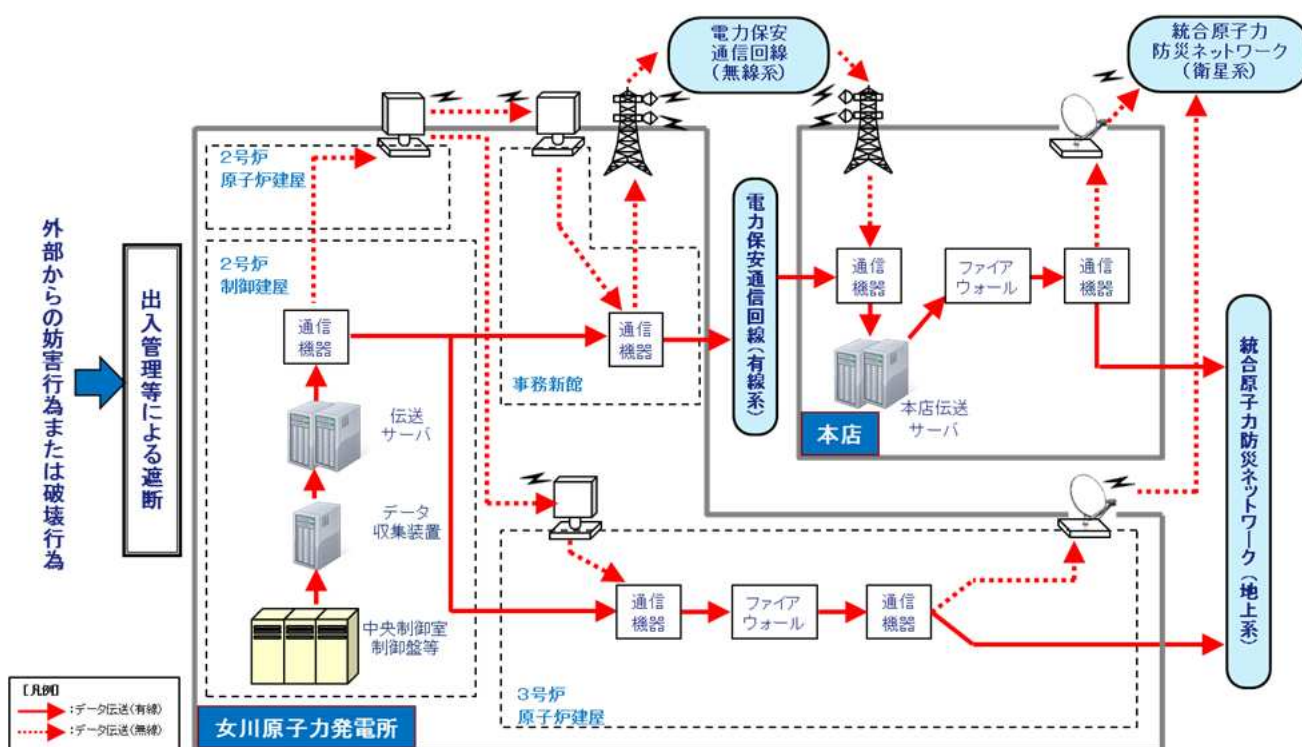 電力保安
通信回線
（無線系）
統合原子力
防災ネットワーク
（衛星系）
2号炉
原子炉建屋
外部からの妨害行為または破壊行為
出入管理等による遮断
2号炉
制御建屋
通信
機器
伝送
サーバ
データ
収集装置
中央制御室
制御盤等
通信
機器
事務新館
電力保安通信回線（有線系）
通信
機器
ファイア
ウォール
通信
機器
本店伝送
サーバ
本店
統合原子力防災ネットワーク（地上系）
通信
機器
ファイア
ウォール
通信
機器
3号炉
原子炉建屋
女川原子力発電所
［凡例］
：データ伝送（有線）
：データ伝送（無線）